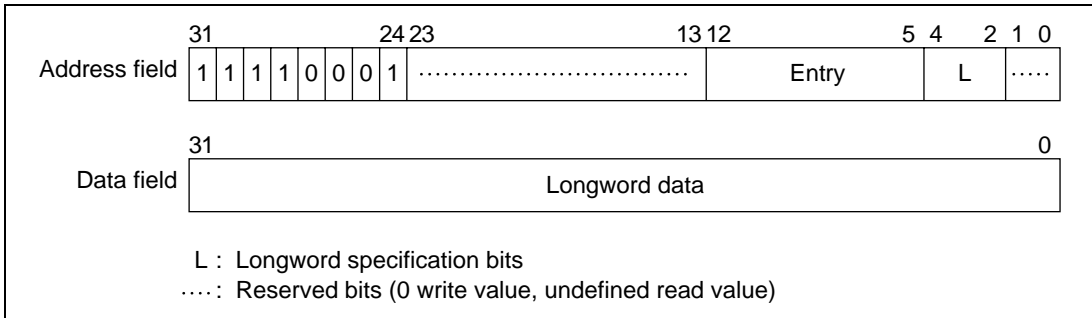 31 24 23 13 12 5 4 2 1 0
Address field 1 1 1 1 0 0 0 1 ................................. Entry L .....
31 0
Data field Longword data
L : Longword specification bits
.... : Reserved bits (0 write value, undefined read value)